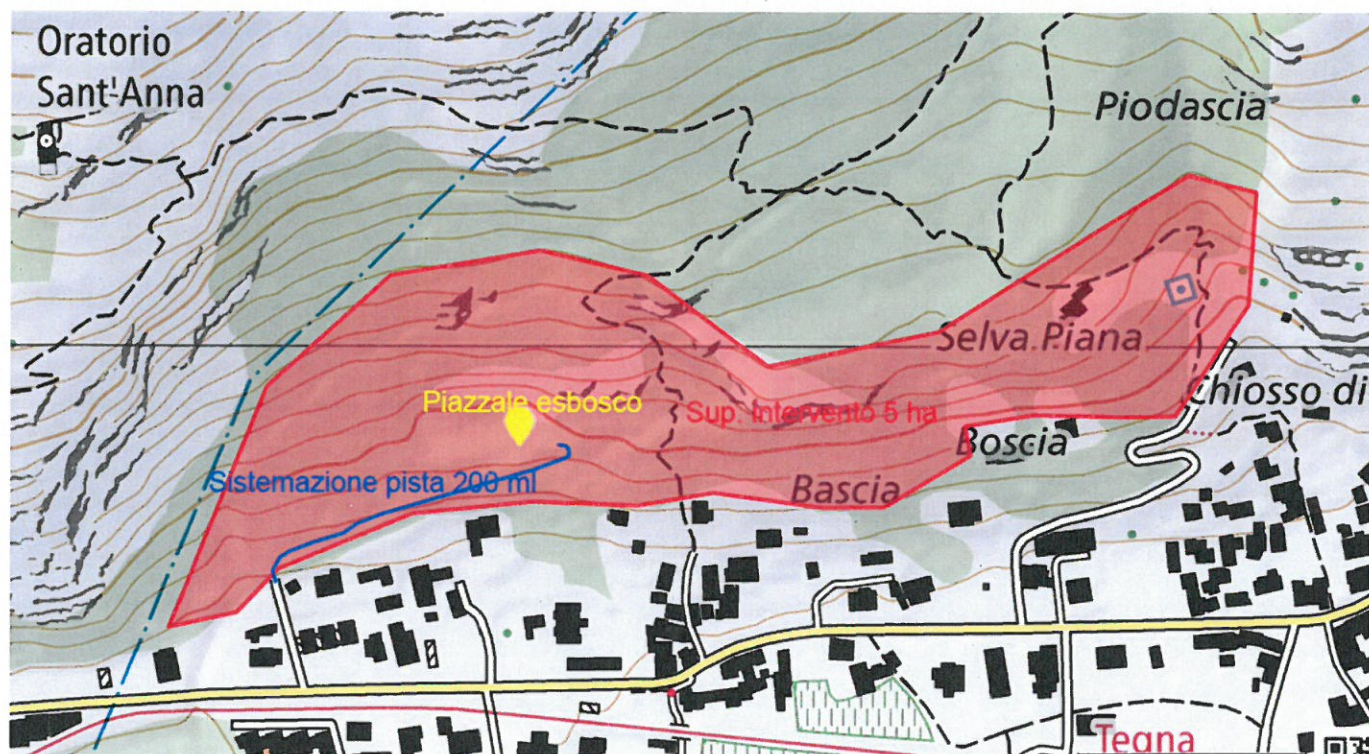 Oratorio
Sant'Anna
Piodascia
Selva Piana
Piazzale esbosco
Sup. Intervento 5 ha
Chiosso di
Boscia
Sistemazione pista 200 ml
Bascia
Tegna